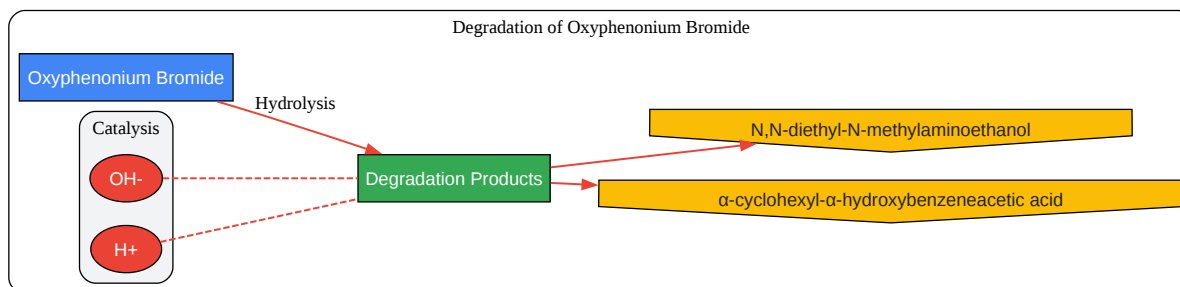 Degradation of Oxyphenonium Bromide
Oxyphenonium Bromide
Hydrolysis
Catalysis
OH-
H+
Degradation Products
N,N-diethyl-N-methylaminoethanol
α-cyclohexyl-α-hydroxybenzeneacetic acid